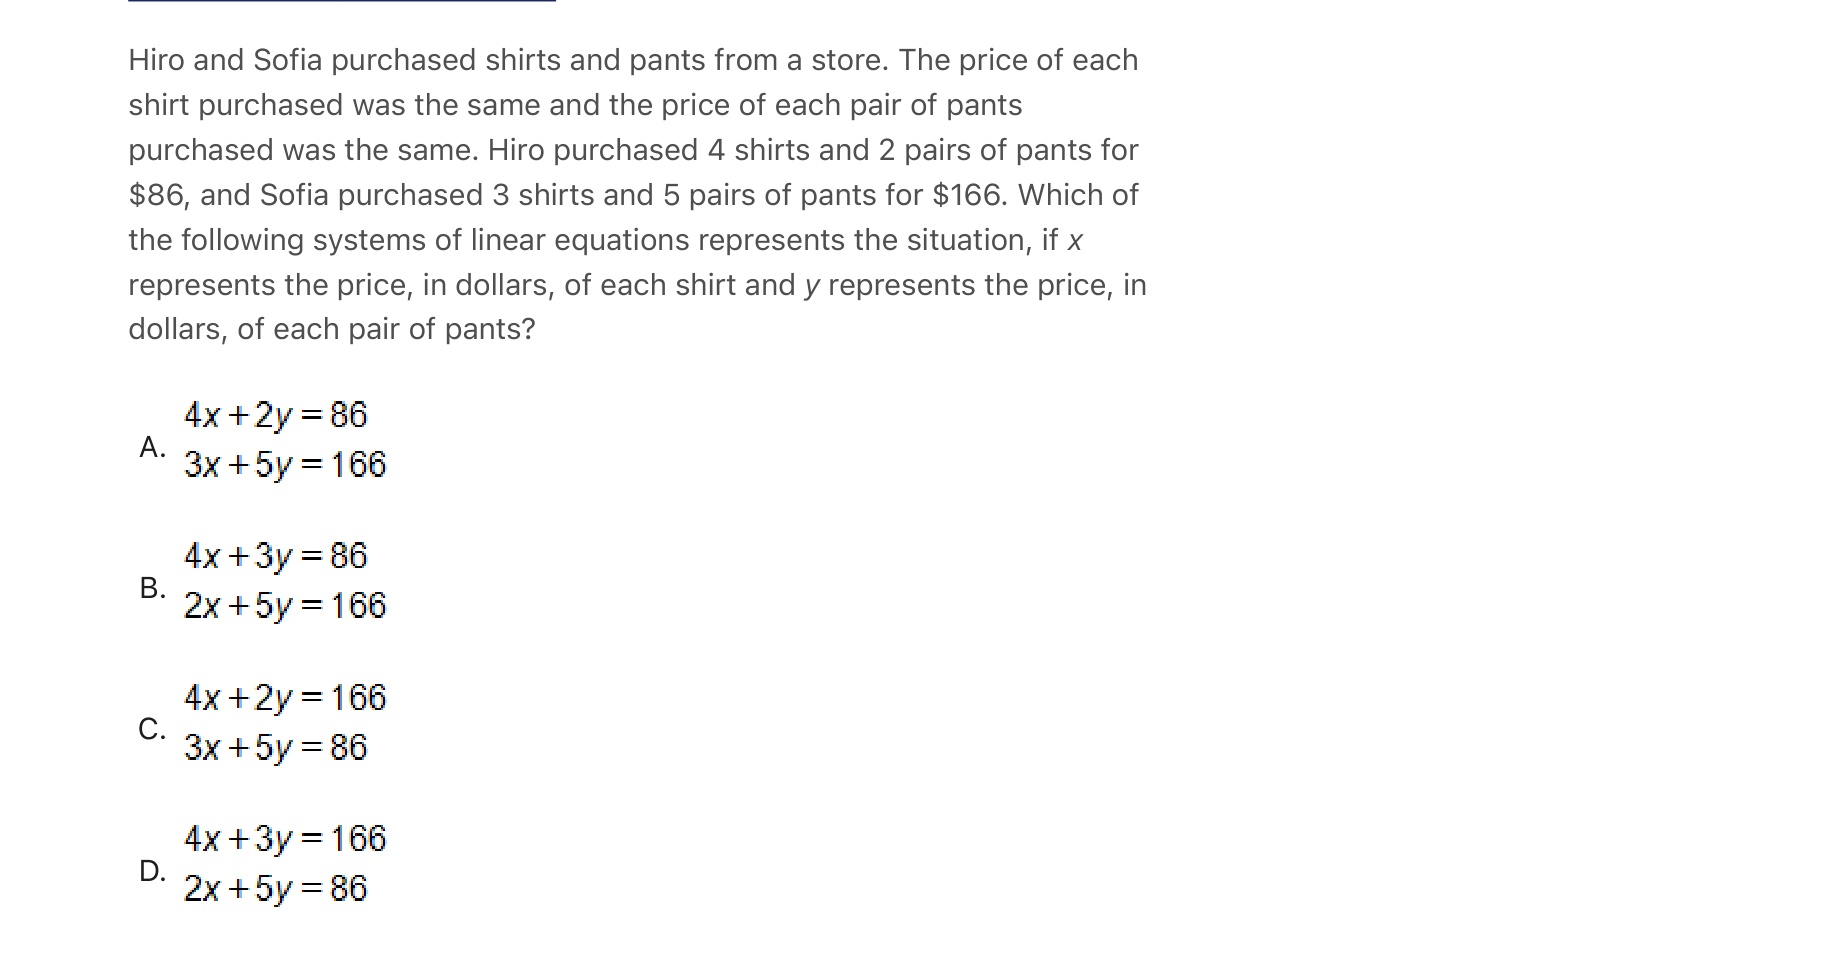 Hiro and Sofia purchased shirts and pants from a store. The price of each
shirt purchased was the same and the price of each pair of pants
purchased was the same. Hiro purchased 4 shirts and 2 pairs of pants for
$86, and Sofia purchased 3 shirts and 5 pairs of pants for $166. Which of
the following systems of linear equations represents the situation, if x
represents the price, in dollars, of each shirt and y represents the price, in
dollars, of each pair of pants?
A.
4x + 2y = 86
3x + 5y = 166
B.
4x + 3y = 86
2x + 5y = 166
C.
4x + 2y = 166
3x + 5y = 86
D.
4x + 3y = 166
2x + 5y = 86